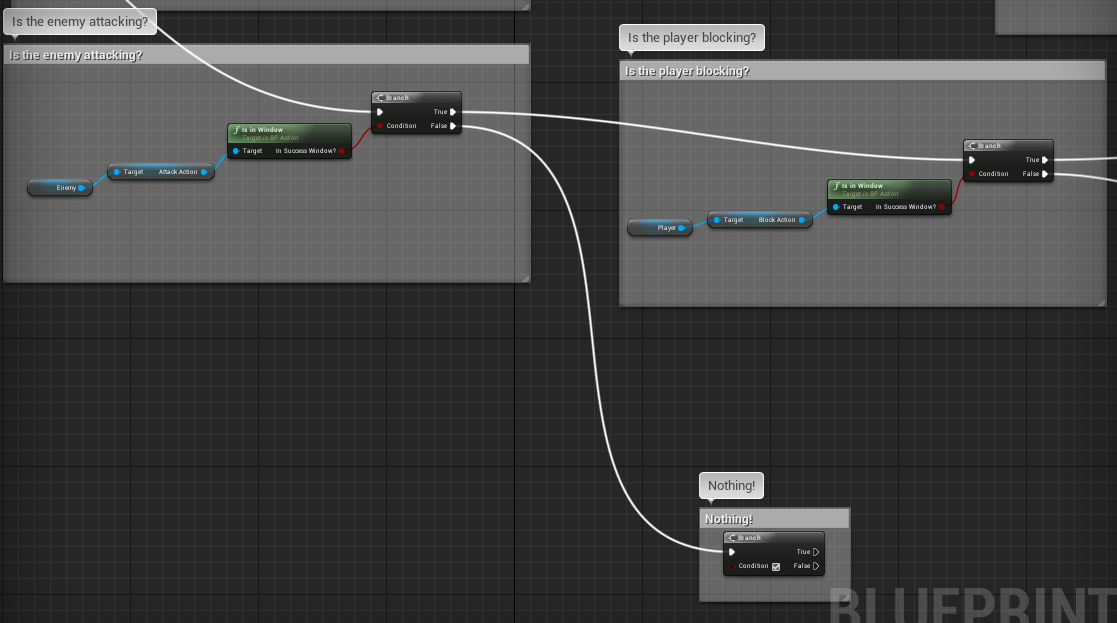 Is the enemy attacking?
Is the enemy attacking?
Branch
True
Condition False
Is in Window
Target is BP Action
Target In Success Window?
Target Attack Action
Enemy
Is the player blocking?
Is the player blocking?
Branch
True
Condition False
Is in Window
Target is BP Action
Target In Success Window?
Target Block Action
Player
Nothing!
Nothing!
Branch
True
Condition False
BLUEPRINT